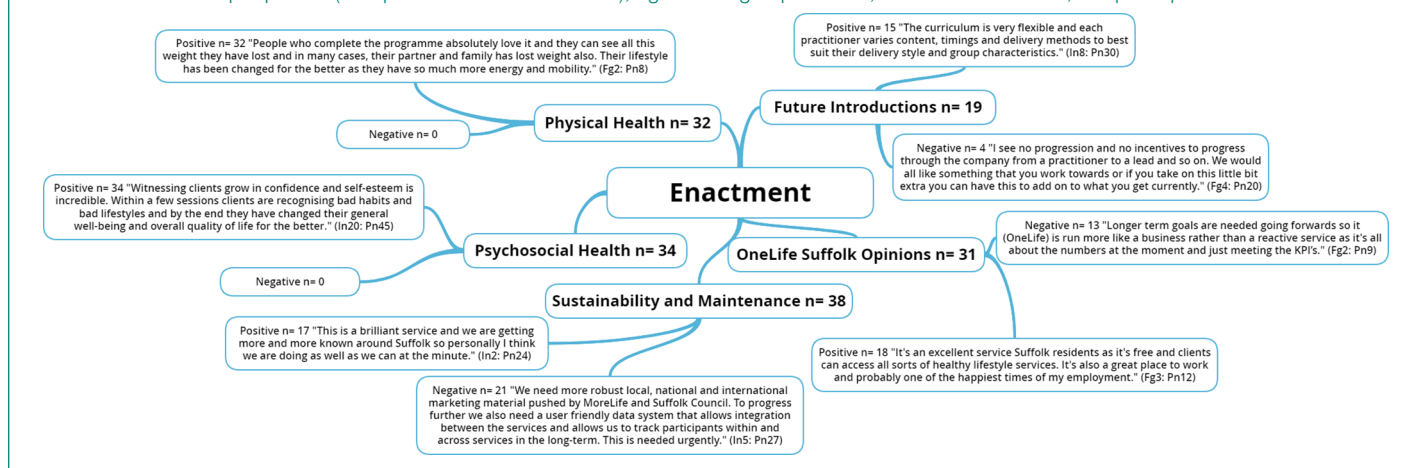 Positive n= 15 "The curriculum is very flexible and each
practitioner varies content, timings and delivery methods to best
suit their delivery style and group characteristics." (In8: Pn30)
Positive n= 32 "People who complete the programme absolutely love it and they can see all this
weight they have lost and in many cases, their partner and family has lost weight also. Their lifestyle
has been changed for the better as they have so much more energy and mobility." (Fg2: Pn8)
Future Introductions n= 19
Physical Health n= 32
Negative n= 0
Negative n= 4 "I see no progression and no incentives to progress
through the company from a practitioner to a lead and so on. We would
all like something that you work towards or if you take on this little bit
extra you can have this to add on to what you get currently." (Fg4: Pn20)
Enactment
Positive n= 34 "Witnessing clients grow in confidence and self-esteem is
incredible. Within a few sessions clients are recognising bad habits and
bad lifestyles and by the end they have changed their general
well-being and overall quality of life for the better." (In20: Pn45)
Negative n= 13 "Longer term goals are needed going forwards so it
(OneLife) is run more like a business rather than a reactive service as it's all
about the numbers at the moment and just meeting the KPI's." (Fg2: Pn9)
Psychosocial Health n= 34
OneLife Suffolk Opinions n= 31
Negative n= 0
Sustainability and Maintenance n= 38
Positive n= 17 "This is a brilliant service and we are getting
more and more known around Suffolk so personally I think
we are doing as well as we can at the minute." (In2: Pn24)
Positive n= 18 "It's an excellent service Suffolk residents as it's free and clients
can access all sorts of healthy lifestyle services. It's also a great place to work
and probably one of the happiest times of my employment." (Fg3: Pn12)
Negative n= 21 "We need more robust local, national and international
marketing material pushed by MoreLife and Suffolk Council. To progress
further we also need a user friendly data system that allows integration
between the services and allows us to track participants within and
across services in the long-term. This is needed urgently." (In5: Pn27)